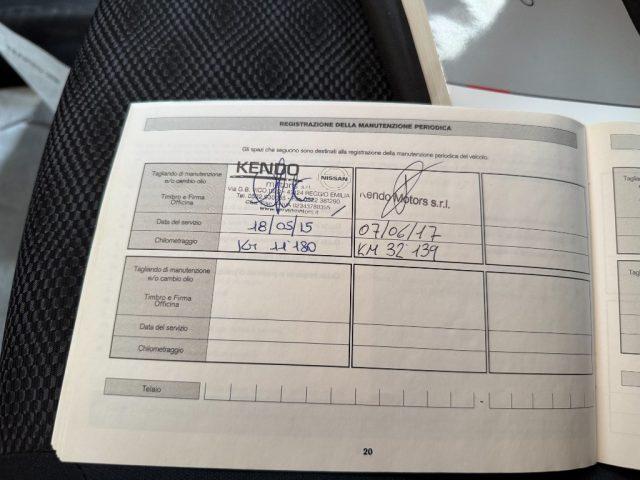 REGISTRAZIONE DELLA MANUTENZIONE PERIODICA
Gli spazi che seguono sono destinati alla registrazione della manutenzione periodica del veicolo.
Tagliando di manutenzione
e/o cambio olio
Timbro e Firma
Officina
KENDO
NISSAN
REGGIO EMILIA
Kendo Motors s.r.l.
Data del servizio
18/05/15
07/06/17
Chilometraggio
KM 11'180
KM 32'139
Tagliando di manutenzione
e/o cambio olio
Timbro e Firma
Officina
Data del servizio
Chilometraggio
Telaio
20